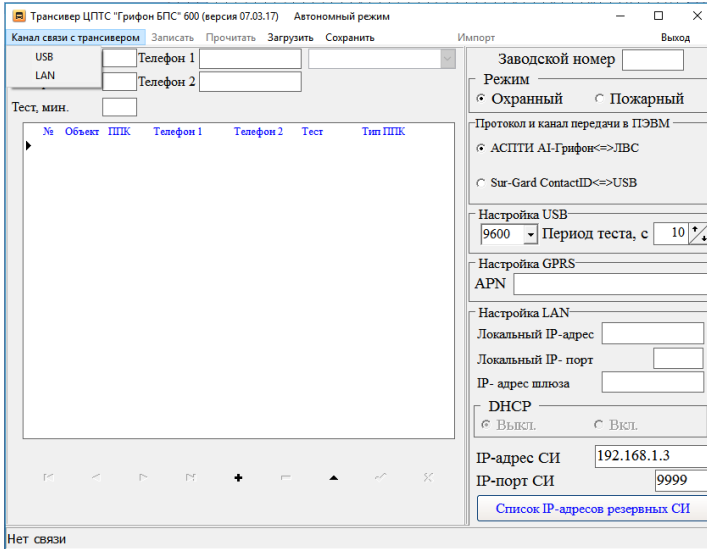 Трансивер ЦПТС "Грифон БПС" 600 (версия 07.03.17) Автономный режим
Канал связи с трансивером Записать Прочитать Загрузить Сохранить Импорт Выход
USB
LAN
Телефон 1
Телефон 2
Тест, мин.
№ Объект ППК Телефон 1 Телефон 2 Тест Тип ППК
Заводской номер
Режим
Охранный Пожарный
Протокол и канал передачи в ПЭВМ
АСПТИ AI-Грифон<=>ЛВС
Sur-Gard ContactID<=>USB
Настройка USB
9600 Период теста, с 10
Настройка GPRS
APN
Настройка LAN
Локальный IP-адрес
Локальный IP- порт
IP- адрес шлюза
DHCP
Выкл. Вкл.
IP-адрес СИ 192.168.1.3
IP-порт СИ 9999
Список IP-адресов резервных СИ
Нет связи